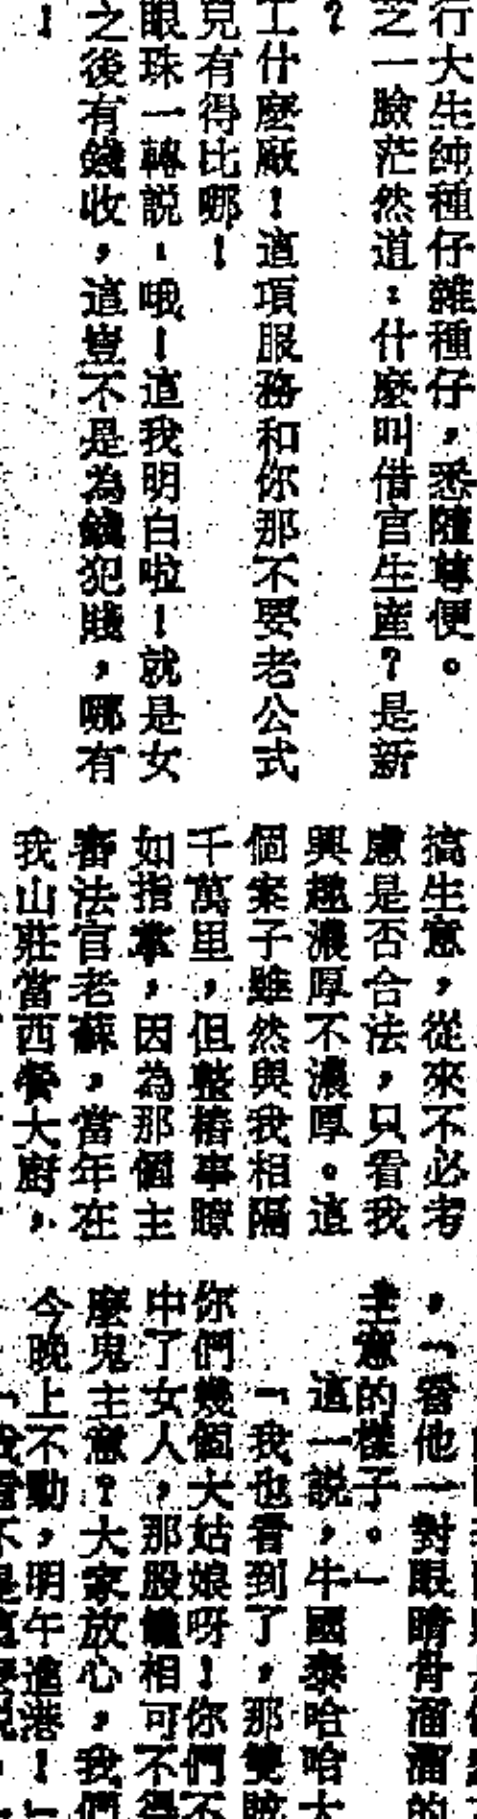 行大生純種仔雜種仔，悉隨尊便。
之一臉茫然道：什麼叫借宮生產？是新
？
工什麼廠！這項服務和你那不要老公式
兒有得比哪！
眼珠一轉説：哦！這我明白啦！就是女
之後有錢收，這豈不是為錢犯賤，哪有
！
搞生意，從來不必考
慮是否合法，只看我
興趣濃厚不濃厚。這
個案子雖然與我相隔
千萬里，但整樁事瞭
如指掌，因為那個主
審法官老蘇，當年在
我山莊當西餐大廚，
，「看他一對眼睛骨溜溜的
主意的樣子。」
這一説，牛國泰哈哈大
「我也看到了，那雙賊
你們幾個大姑娘呀！你們不
中了女人，那股相可不得
麼鬼主意？大家放心，我們
今晚上不動，明午進港！」